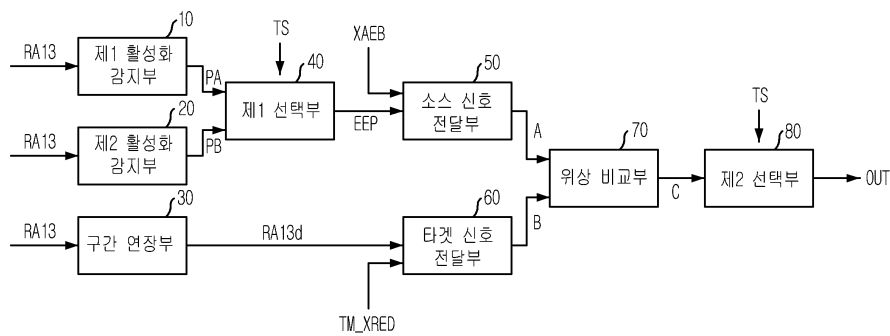 10
RA13
제1 활성화
감지부
PA
TS
40
제1 선택부
EEP
XAEB
50
소스 신호
전달부
A
20
RA13
제2 활성화
감지부
PB
70
위상 비교부
C
TS
80
제2 선택부
OUT
30
RA13
구간 연장부
RA13d
60
타겟 신호
전달부
B
TM_XRED